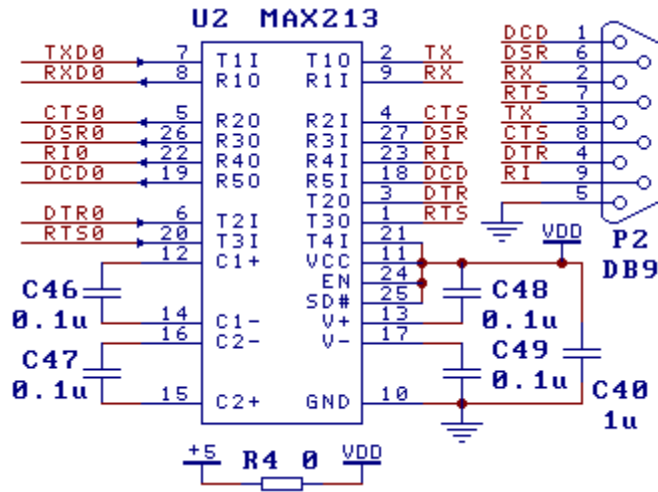 U2 MAX213
TXD0 7 T1I T1O 2 TX
RXD0 8 R1O R1I 9 RX
CTS0 5 R2O R2I 4 CTS
DSR0 26 R3O R3I 27 DSR
RI0 22 R4O R4I 23 RI
DCD0 19 R5O R5I 18 DCD
T2O 3 DTR
DTR0 6 T2I T3O 1 RTS
RTS0 20 T3I T4I 21
12 C1+ VCC 11
EN 24
SD# 25
C46 0.1u
14 C1- V+ 13
16 C2- V- 17
C47 0.1u
15 C2+ GND 10
C48
0.1u
C49
0.1u
C40
1u
DCD 1
DSR 6
RX 2
RTS 7
TX 3
CTS 8
DTR 4
RI 9
5
VDD
P2
DB9
+5 R4 0 VDD